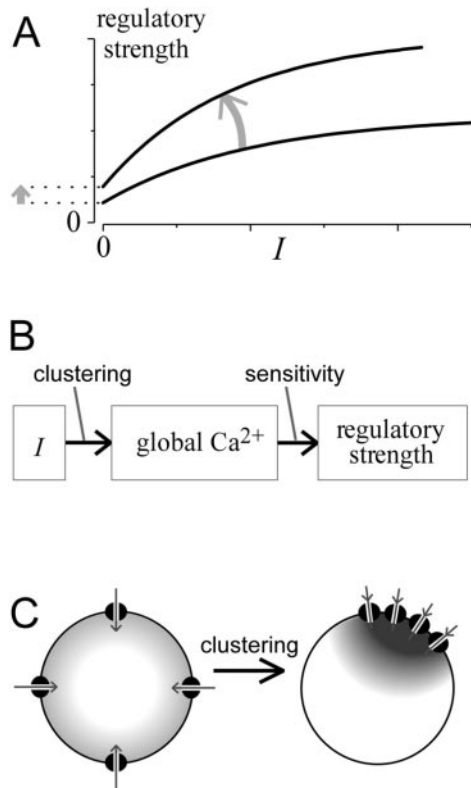 A
regulatory
strength
0
0
I
B
clustering
sensitivity
I
global Ca²⁺
regulatory
strength
C
clustering